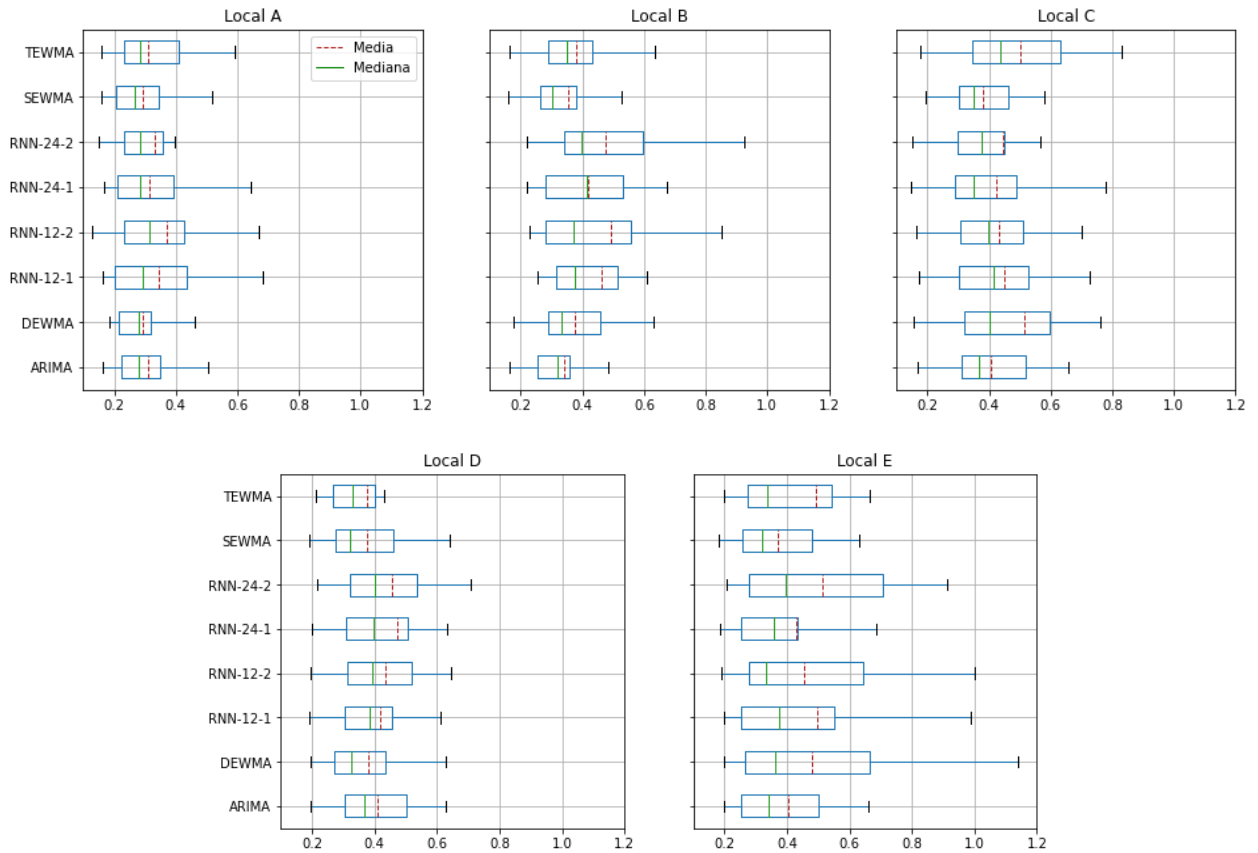 Local A
Local B
Local C
TEWMA
SEWMA
RNN-24-2
RNN-24-1
RNN-12-2
RNN-12-1
DEWMA
ARIMA
Media
Mediana
0.2 0.4 0.6 0.8 1.0 1.2
0.2 0.4 0.6 0.8 1.0 1.2
0.2 0.4 0.6 0.8 1.0 1.2
Local D
Local E
TEWMA
SEWMA
RNN-24-2
RNN-24-1
RNN-12-2
RNN-12-1
DEWMA
ARIMA
0.2 0.4 0.6 0.8 1.0 1.2
0.2 0.4 0.6 0.8 1.0 1.2